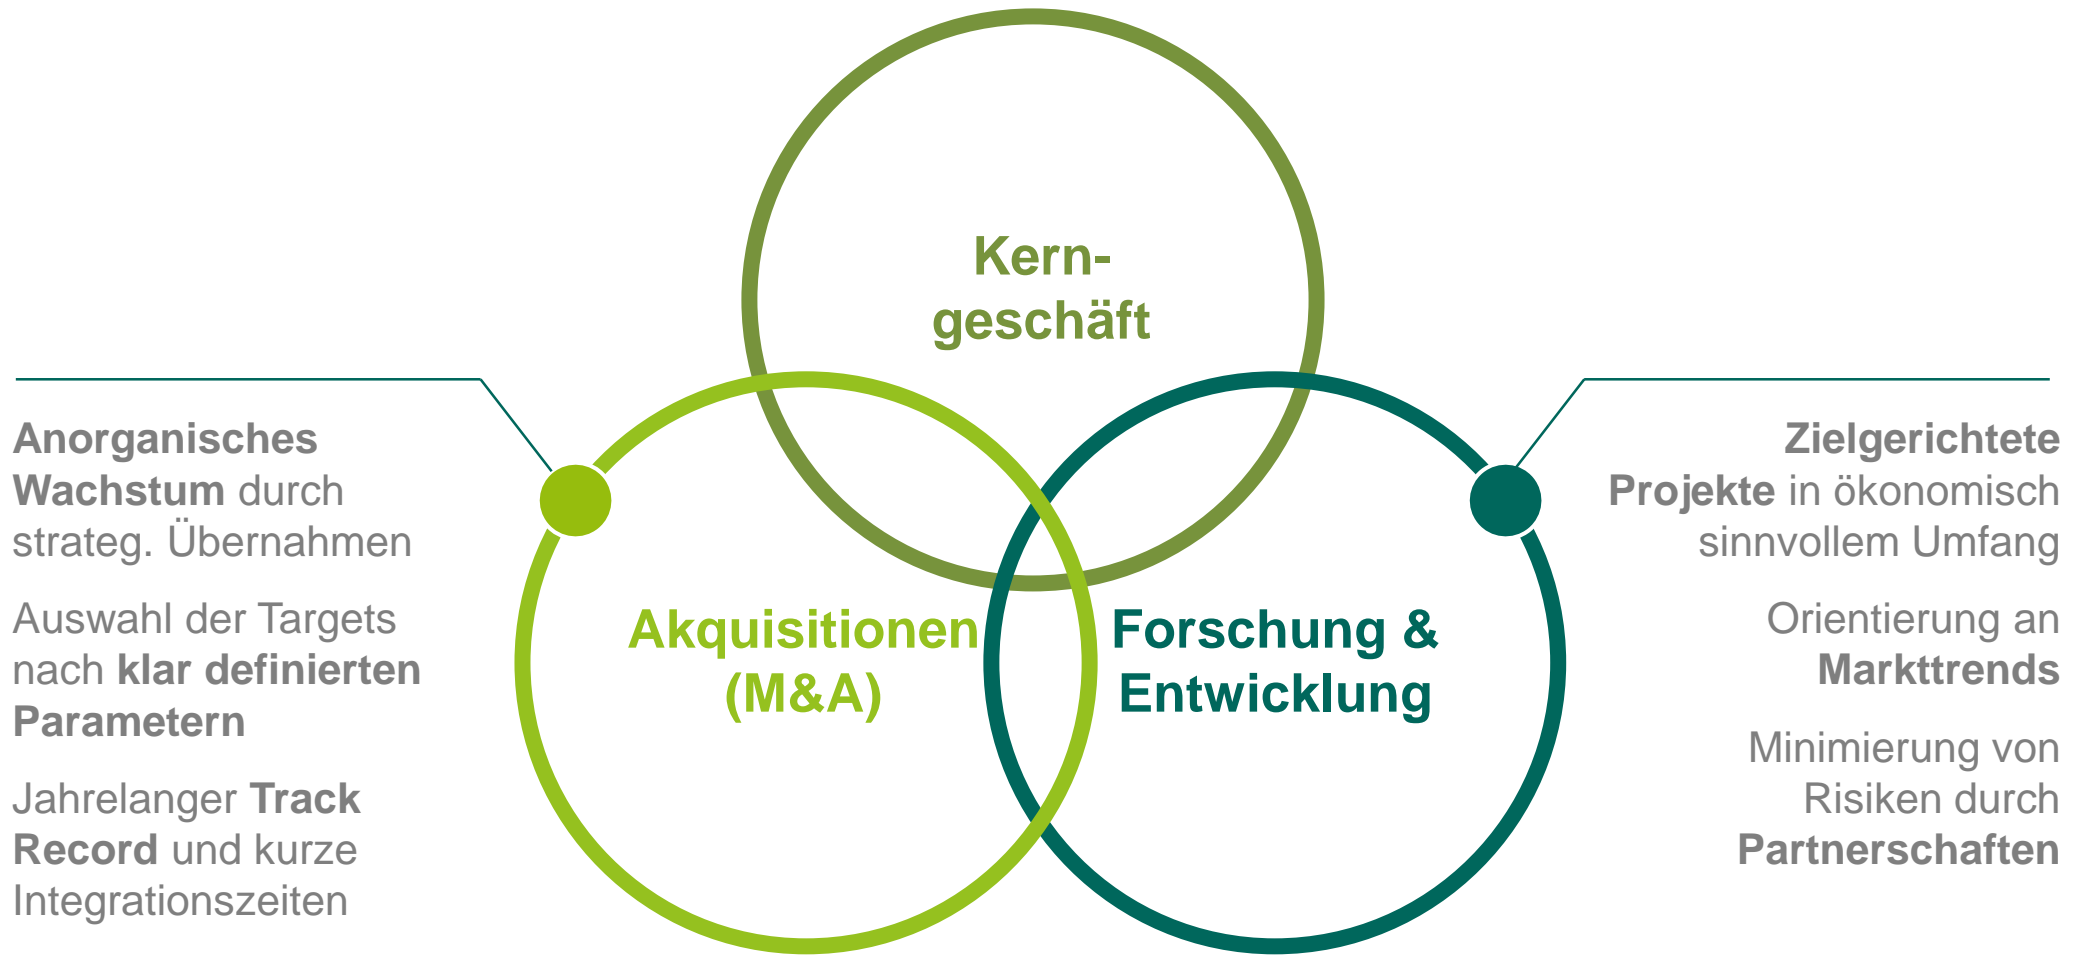 Kern-
geschäft
Anorganisches
Wachstum durch
strateg. Übernahmen
Auswahl der Targets
nach klar definierten
Parametern
Jahrelanger Track
Record und kurze
Integrationszeiten
Akquisitionen
(M&A)
Forschung &
Entwicklung
Zielgerichtete
Projekte in ökonomisch
sinnvollem Umfang
Orientierung an
Markttrends
Minimierung von
Risiken durch
Partnerschaften